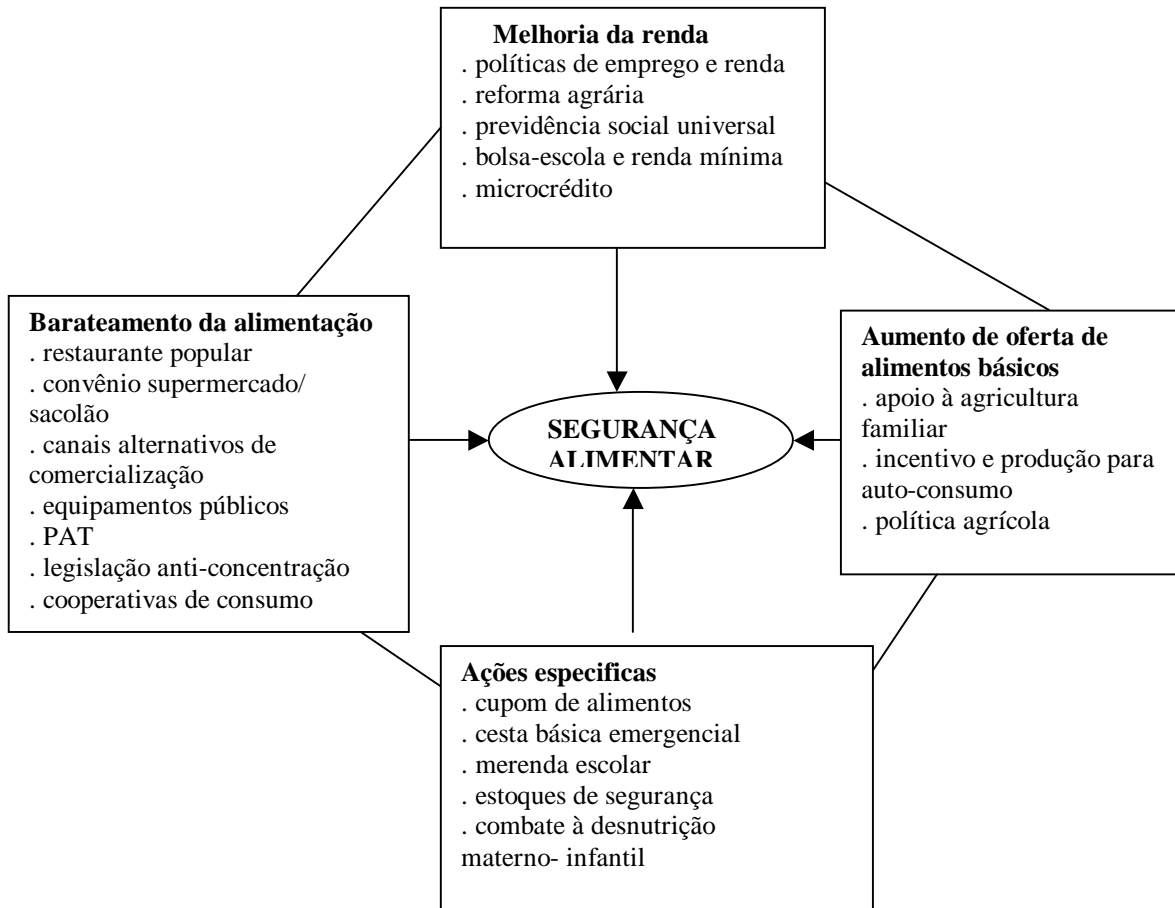 Melhoria da renda
. políticas de emprego e renda
. reforma agrária
. previdência social universal
. bolsa-escola e renda mínima
. microcrédito
Barateamento da alimentação
. restaurante popular
. convênio supermercado/
sacolão
. canais alternativos de
comercialização
. equipamentos públicos
. PAT
. legislação anti-concentração
. cooperativas de consumo
SEGURANÇA
ALIMENTAR
Aumento de oferta de
alimentos básicos
. apoio à agricultura
familiar
. incentivo e produção para
auto-consumo
. política agrícola
Ações especificas
. cupom de alimentos
. cesta básica emergencial
. merenda escolar
. estoques de segurança
. combate à desnutrição
materno- infantil